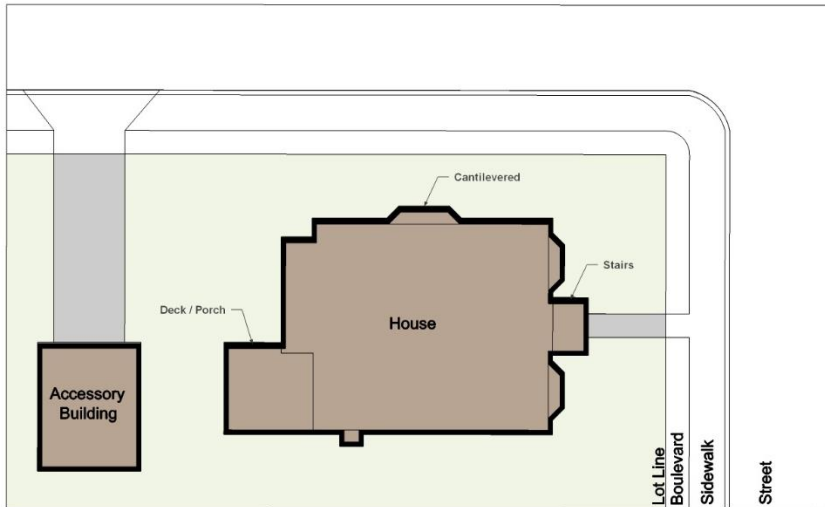 Cantilevered
Stairs
Deck / Porch
House
Accessory
Building
Lot Line
Boulevard
Sidewalk
Street